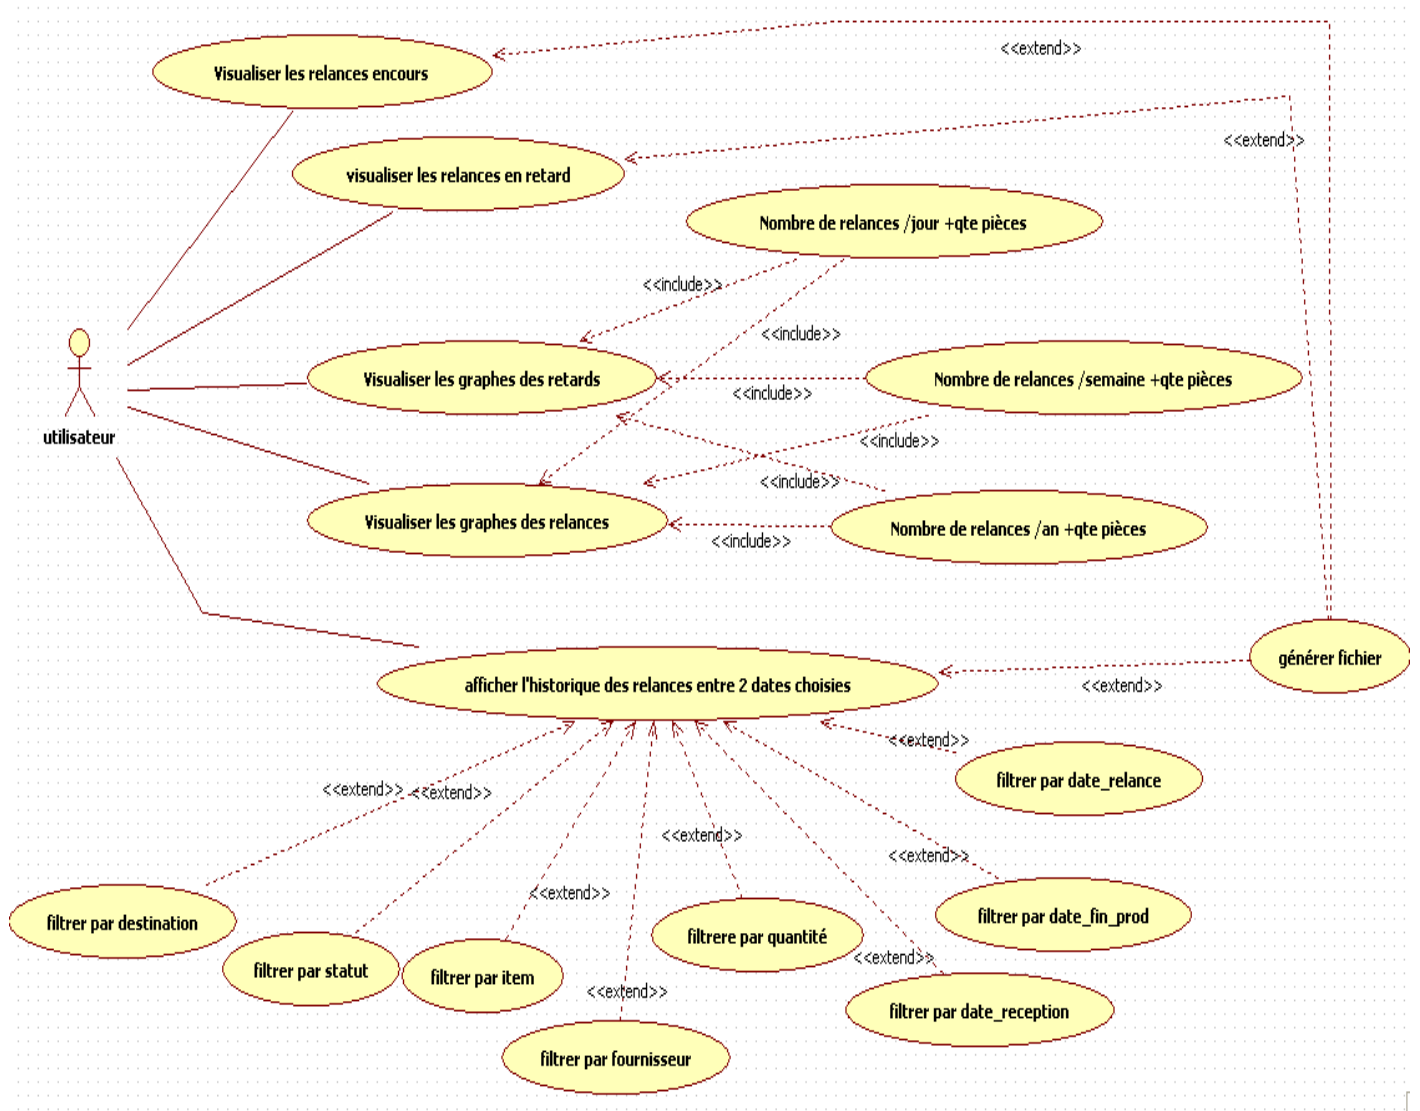 <<extend>>
Visualiser les relances encours
<<extend>>
visualiser les relances en retard
Nombre de relances /jour +qte pièces
<<include>>
<<include>>
Visualiser les graphes des retards
Nombre de relances /semaine +qte pièces
<<include>>
utilisateur
<<include>>
<<include>>
Visualiser les graphes des relances
Nombre de relances /an +qte pièces
<<include>>
générer fichier
afficher l'historique des relances entre 2 dates choisies
<<extend>>
<<extend>>
filtrer par date_relance
<<extend>>
<<extend>>
<<extend>>
<<extend>>
<<extend>>
filtrer par destination
filtrer par date_fin_prod
filtrere par quantité
<<extend>>
filtrer par statut
filtrer par item
<<extend>>
filtrer par date_reception
filtrer par fournisseur